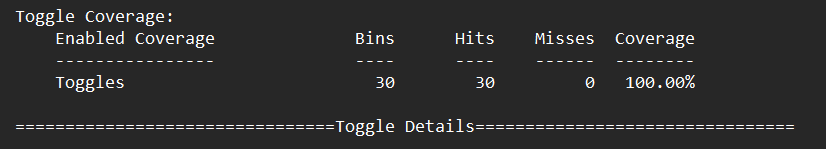 Toggle Coverage:
    Enabled Coverage              Bins      Hits    Misses  Coverage
    ----------------              ----      ----    ------  --------
    Toggles                         30        30         0   100.00%

================================Toggle Details================================